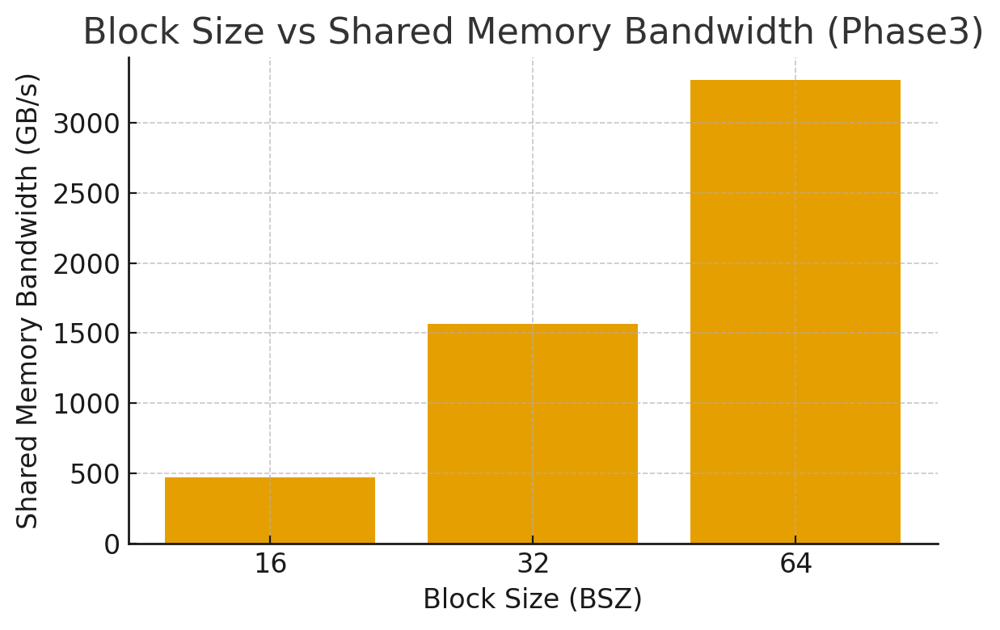 Block Size vs Shared Memory Bandwidth (Phase3)
Shared Memory Bandwidth (GB/s)
3000
2500
2000
1500
1000
500
0
16 32 64
Block Size (BSZ)